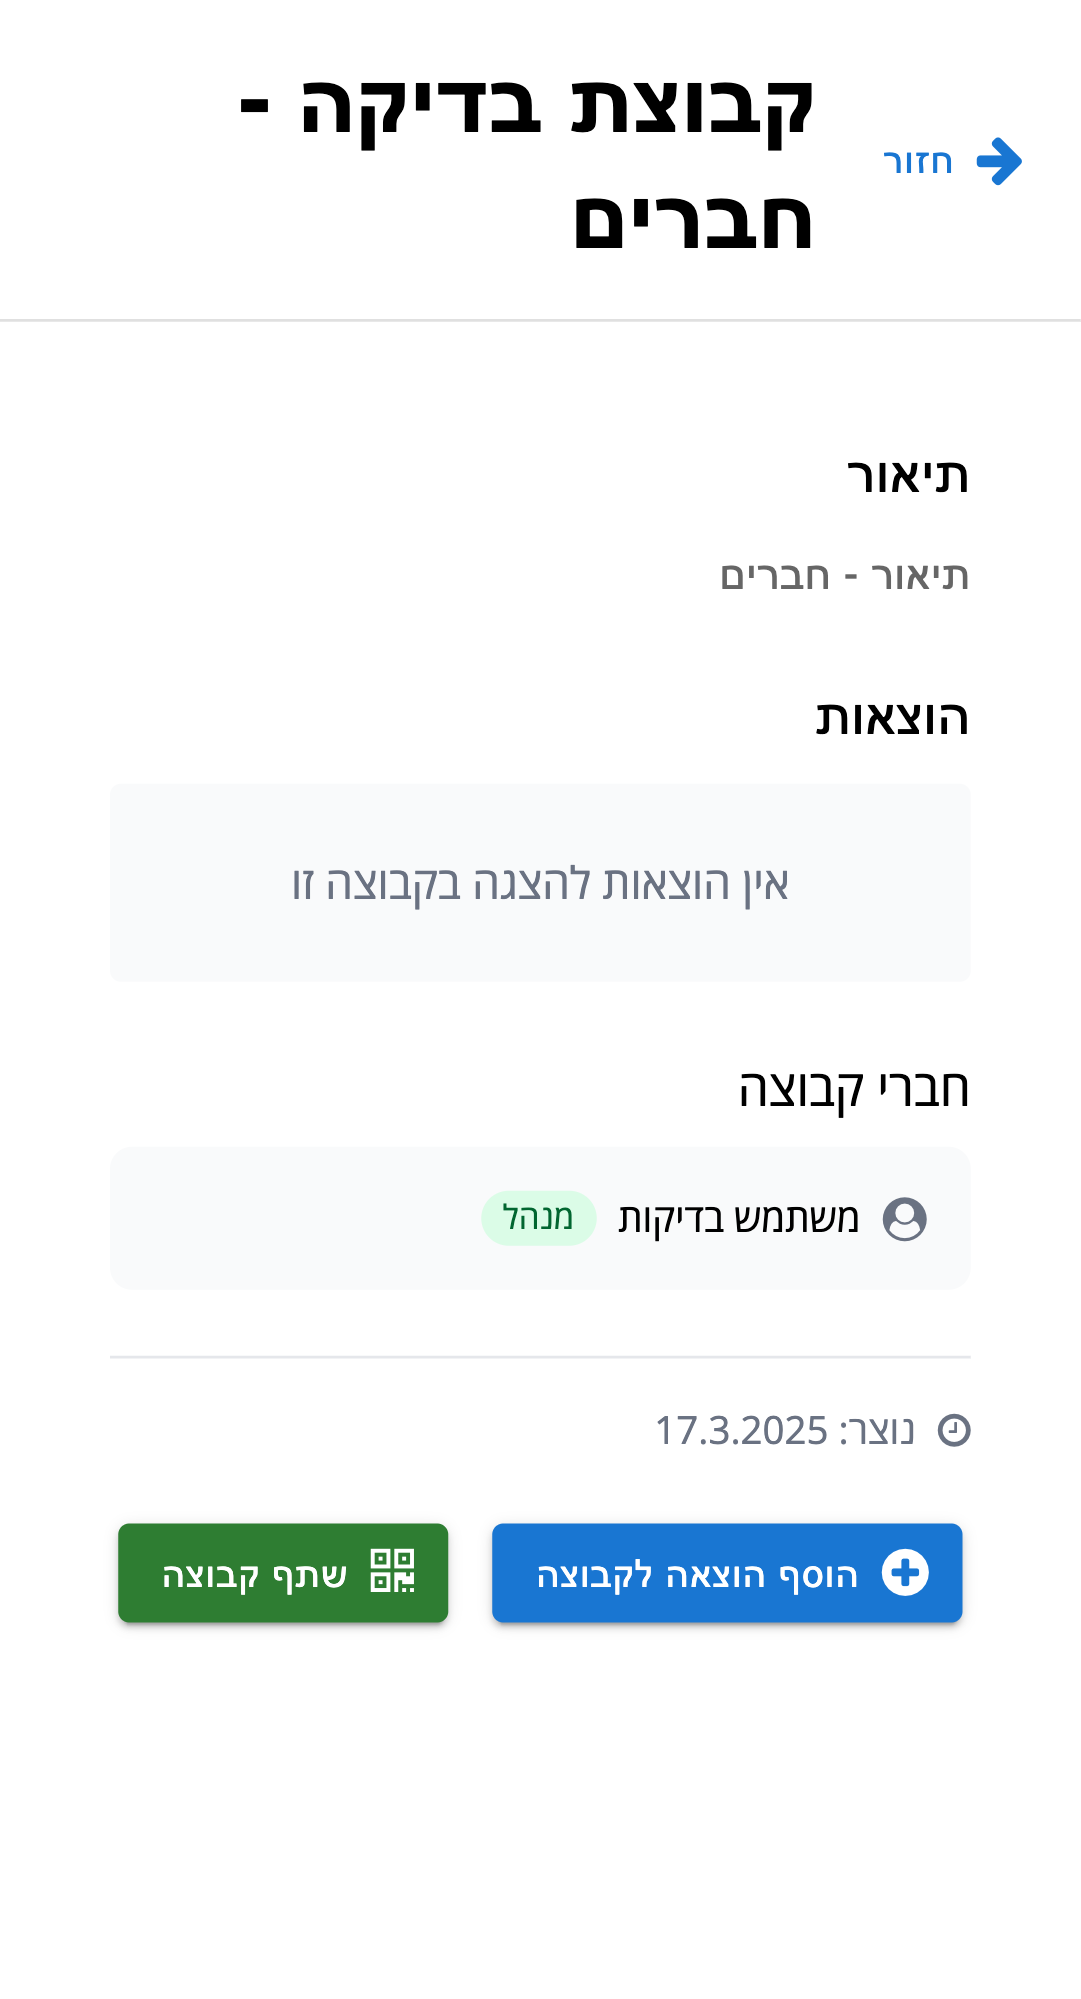 חזור
קבוצת בדיקה -
חברים
תיאור
תיאור - חברים
הוצאות
אין הוצאות להצגה בקבוצה זו
חברי קבוצה
משתמש בדיקות מנהל
נוצר: 17.3.2025
הוסף הוצאה לקבוצה שתף קבוצה